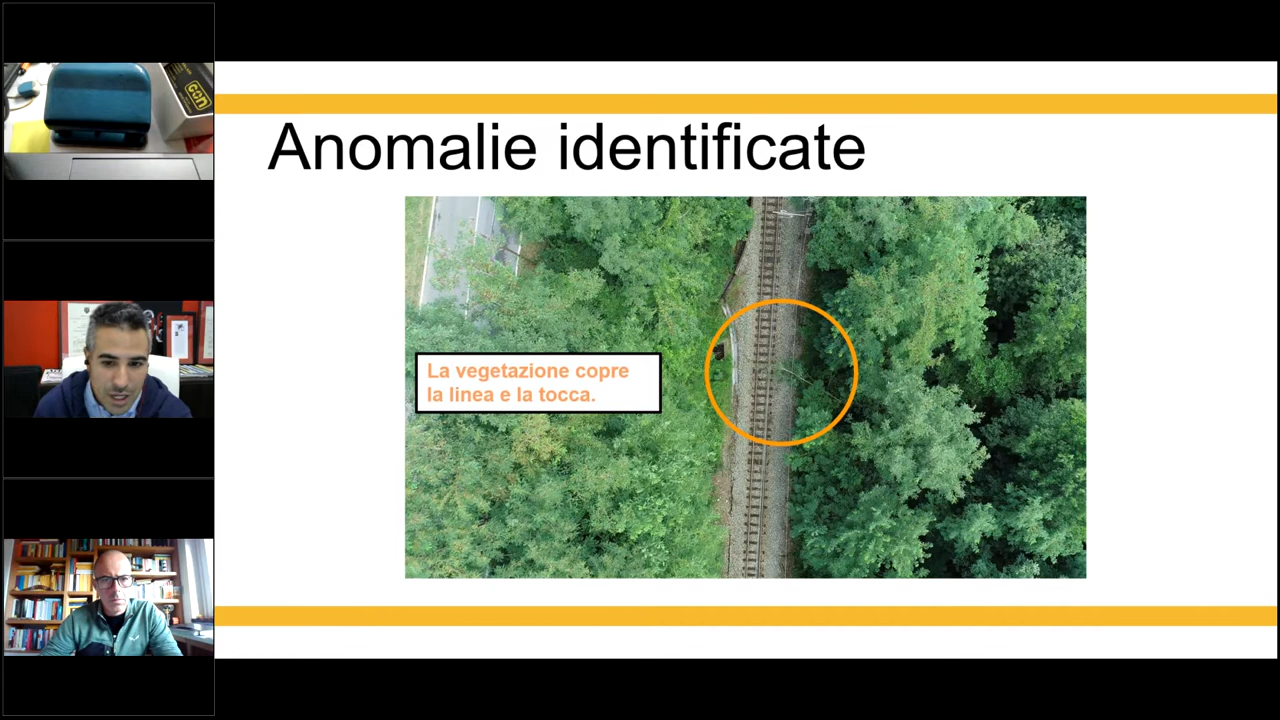 Anomalie identificate
La vegetazione copre
la linea e la tocca.